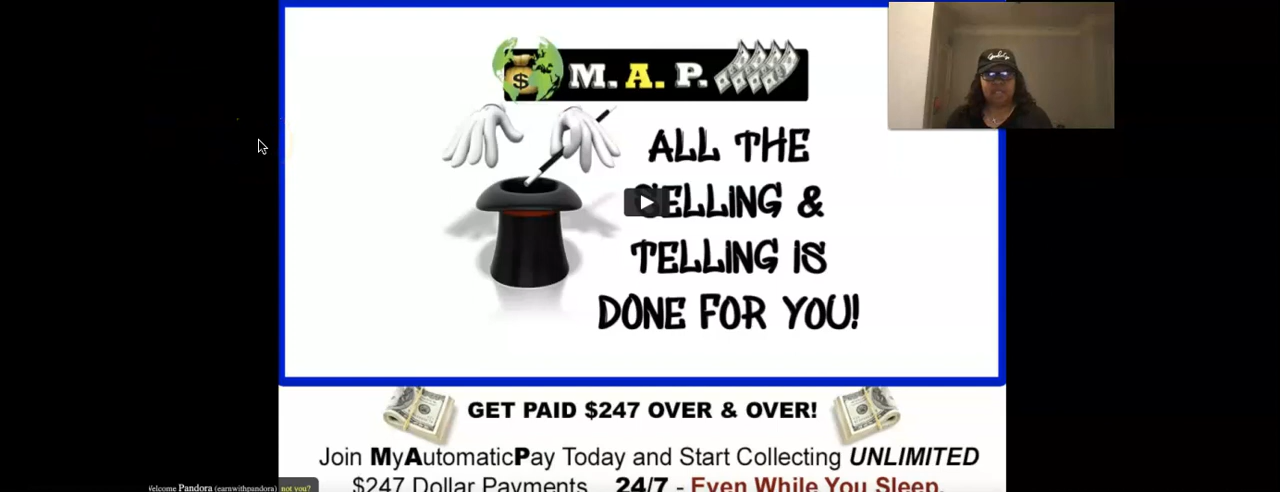 M. A. P.
ALL THE
SELLING &
TELLING IS
DONE FOR YOU!
GET PAID $247 OVER & OVER!
Join MyAutomaticPay Today and Start Collecting UNLIMITED
$247 Dollar Payments 24/7 - Even While You Sleep.
Welcome Pandora (earnwithpandora) not you?